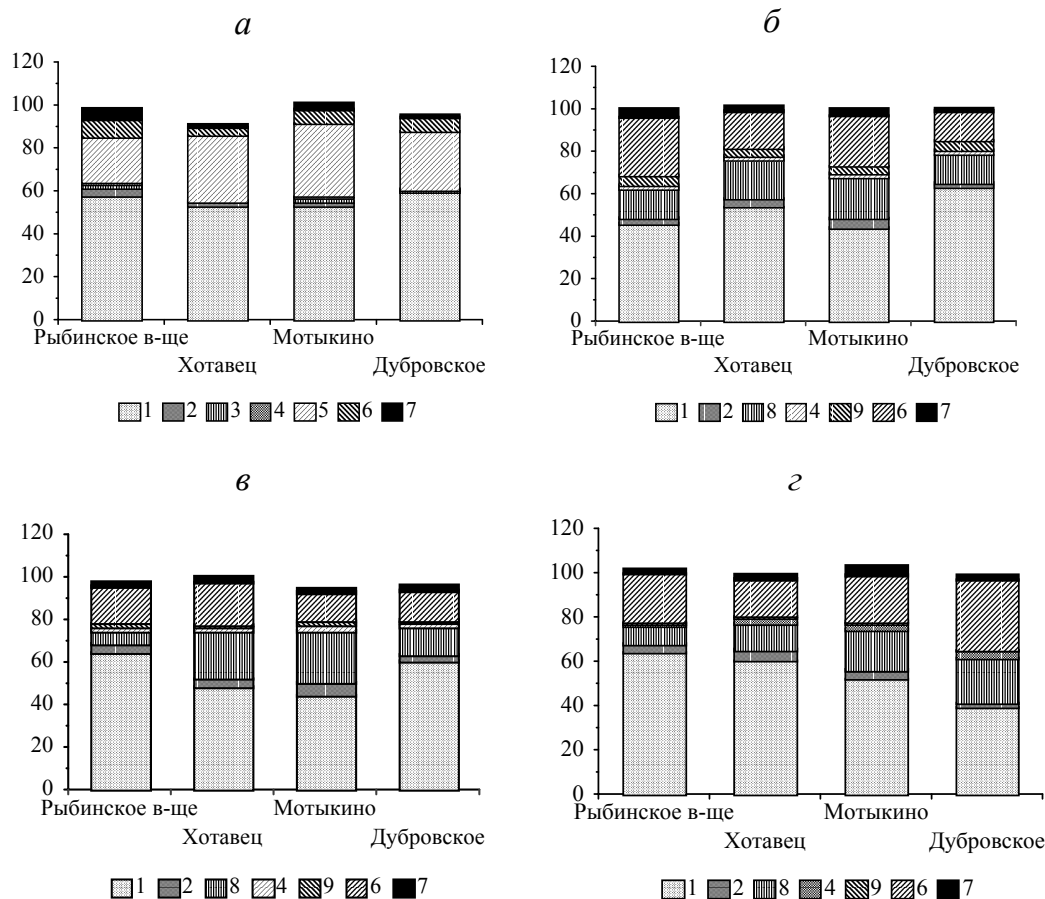 а
120
100
80
60
40
20
0
Рыбинское в-ще
Хотавец
Мотыкино
Дубровское
1 2 3 4 5 6 7
б
120
100
80
60
40
20
0
Рыбинское в-ще
Хотавец
Мотыкино
Дубровское
1 2 8 4 9 6 7
в
120
100
80
60
40
20
0
Рыбинское в-ще
Хотавец
Мотыкино
Дубровское
1 2 8 4 9 6 7
г
120
100
80
60
40
20
0
Рыбинское в-ще
Хотавец
Мотыкино
Дубровское
1 2 8 4 9 6 7